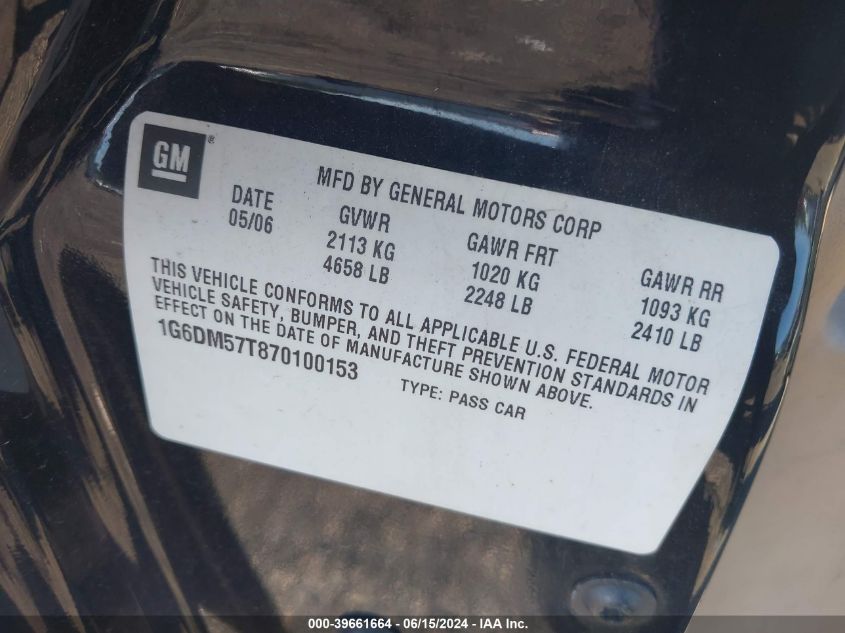 GM ®
MFD BY GENERAL MOTORS CORP
DATE GVWR GAWR FRT GAWR RR
05/06 2113 KG 1020 KG 1093 KG
4658 LB 2248 LB 2410 LB
THIS VEHICLE CONFORMS TO ALL APPLICABLE U.S. FEDERAL MOTOR
VEHICLE SAFETY, BUMPER, AND THEFT PREVENTION STANDARDS IN
EFFECT ON THE DATE OF MANUFACTURE SHOWN ABOVE.
1G6DM57T870100153 TYPE: PASS CAR
000-39661664 - 06/15/2024 - IAA Inc.